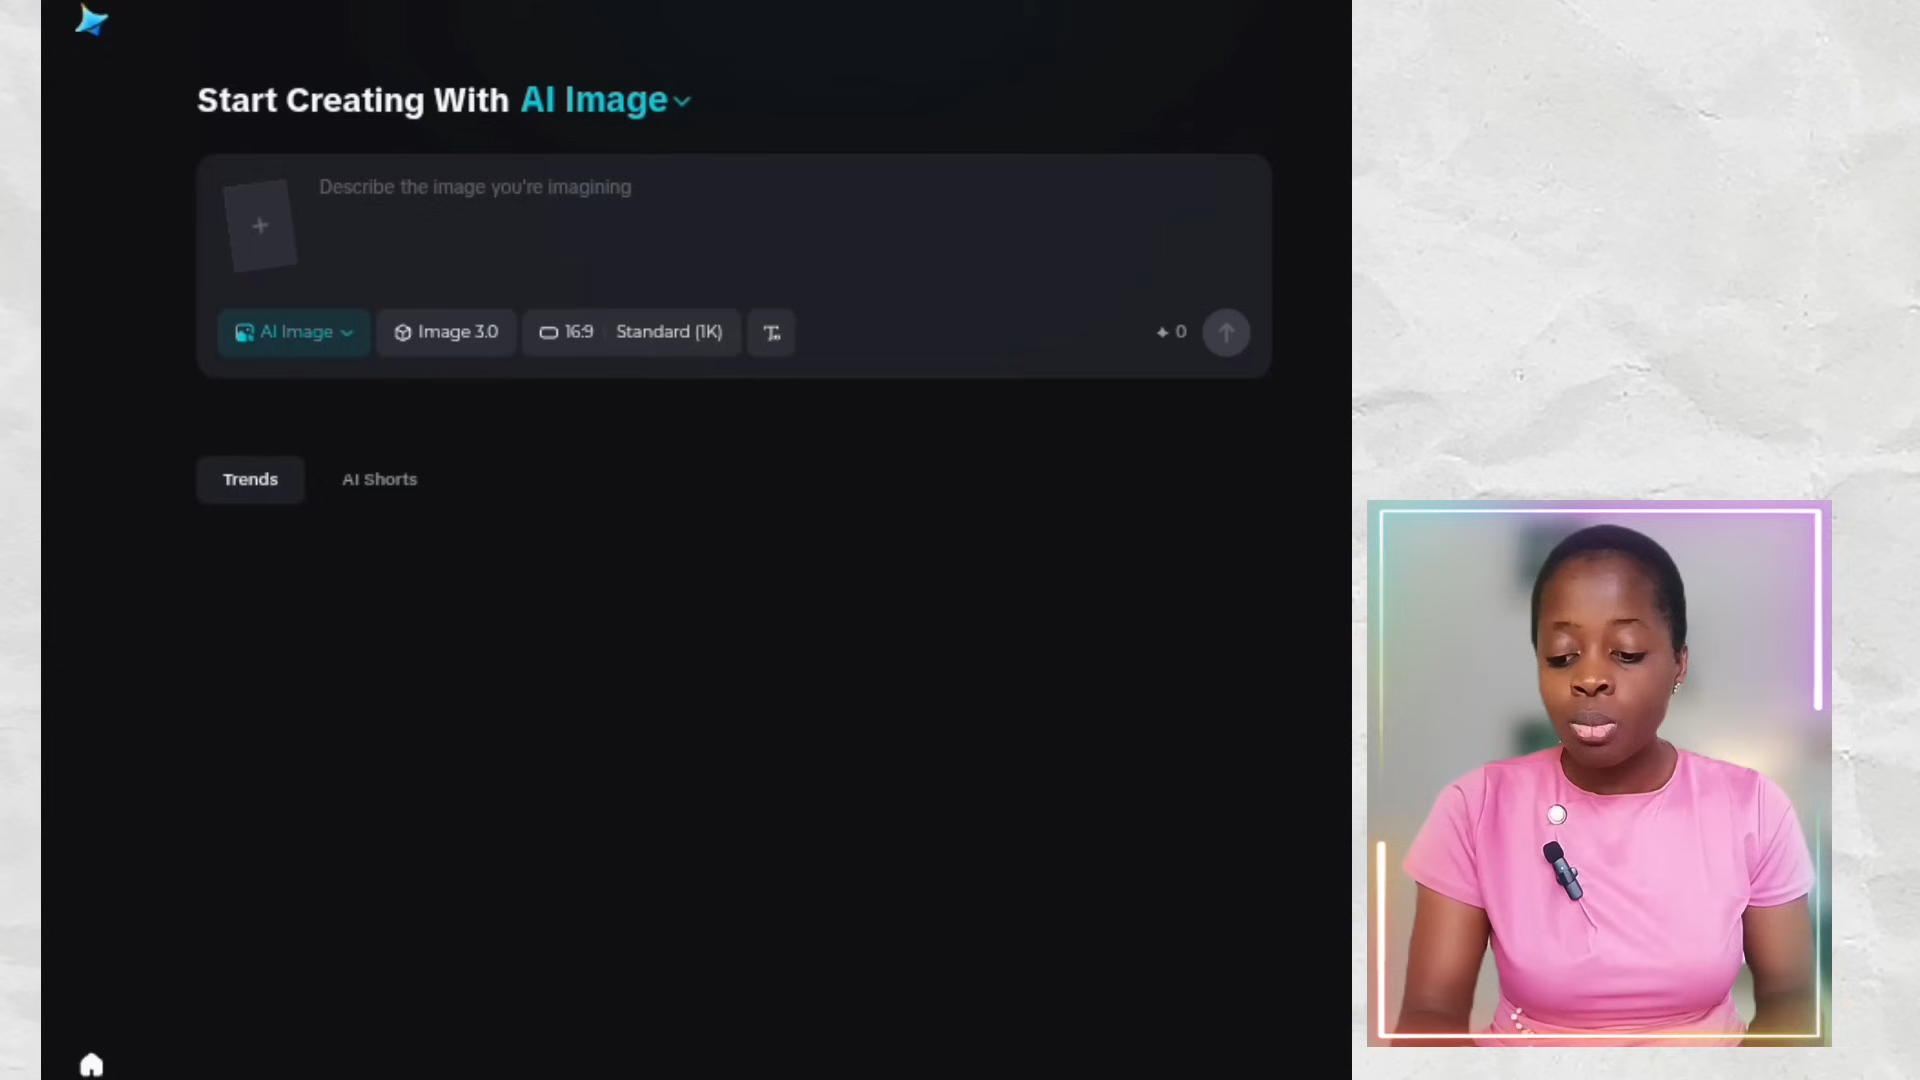 Start Creating With AI Image
Describe the image you're imagining
AI Image
Image 3.0
16:9
Standard (1K)
0
Trends
AI Shorts